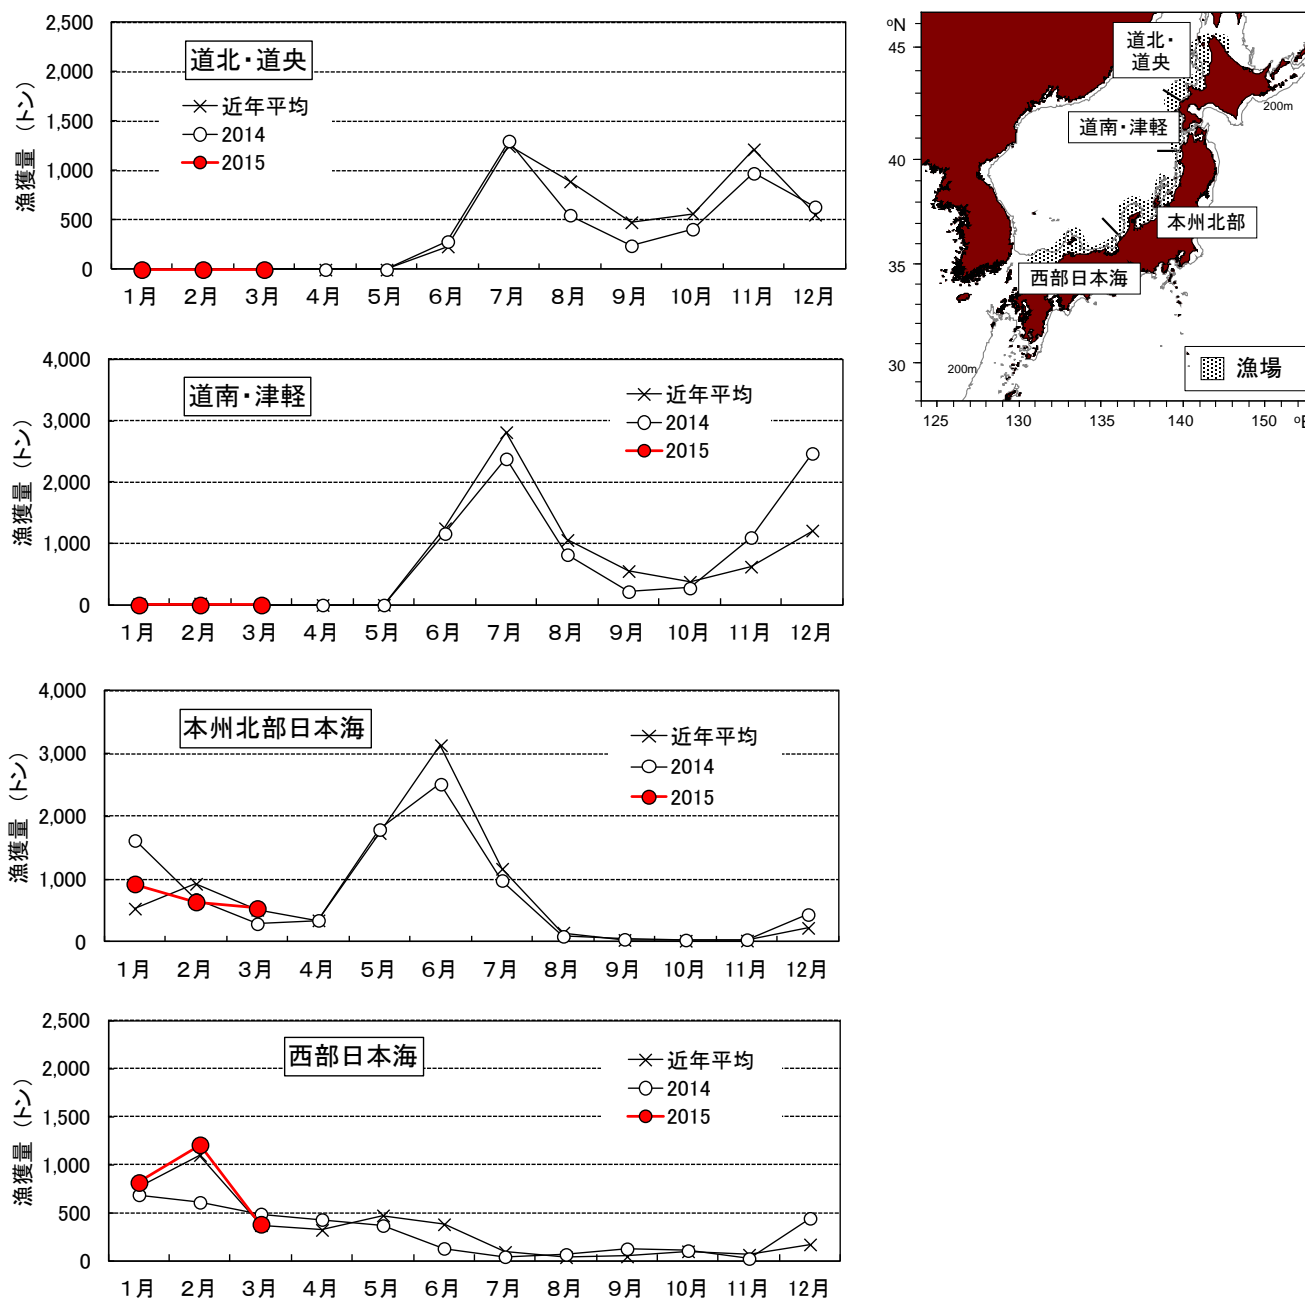 道北・道央
漁獲量 (トン)
2,500
2,000
1,500
1,000
500
0
近年平均
2014
2015
1月 2月 3月 4月 5月 6月 7月 8月 9月 10月 11月 12月
道南・津軽
漁獲量 (トン)
4,000
3,000
2,000
1,000
0
近年平均
2014
2015
1月 2月 3月 4月 5月 6月 7月 8月 9月 10月 11月 12月
本州北部日本海
漁獲量 (トン)
4,000
3,000
2,000
1,000
0
近年平均
2014
2015
1月 2月 3月 4月 5月 6月 7月 8月 9月 10月 11月 12月
西部日本海
漁獲量 (トン)
2,500
2,000
1,500
1,000
500
0
近年平均
2014
2015
1月 2月 3月 4月 5月 6月 7月 8月 9月 10月 11月 12月
oN
45
40
35
30
道北・
道央
200m
道南・津軽
本州北部
西部日本海
200m
漁場
125 130 135 140 145 150 oE